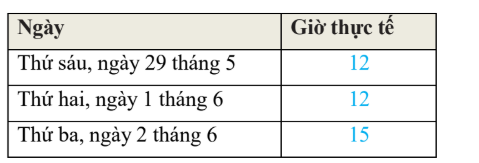 Ngày Giờ thực tế
Thứ sáu, ngày 29 tháng 5 12
Thứ hai, ngày 1 tháng 6 12
Thứ ba, ngày 2 tháng 6 15